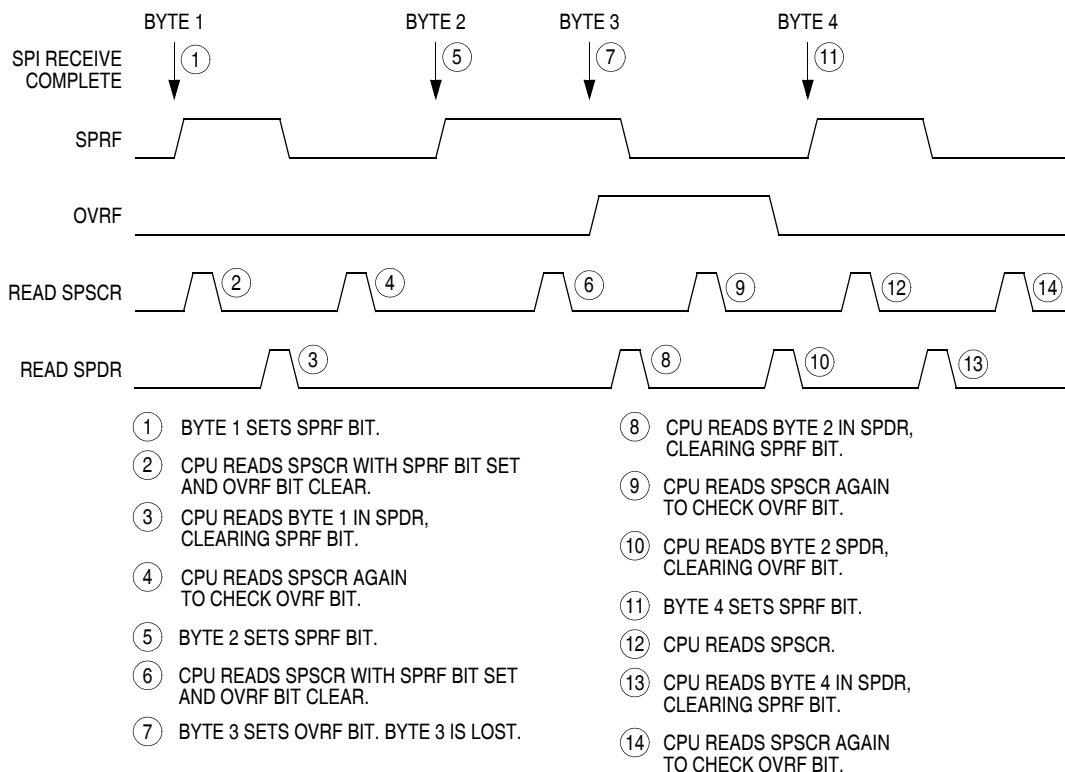 BYTE 1 BYTE 2 BYTE 3 BYTE 4
SPI RECEIVE
COMPLETE
1 5 7 11
SPRF
OVRF
READ SPSCR
2 4 6 9 12 14
READ SPDR
3 8 10 13
1 BYTE 1 SETS SPRF BIT.
2 CPU READS SPSCR WITH SPRF BIT SET
AND OVRF BIT CLEAR.
3 CPU READS BYTE 1 IN SPDR,
CLEARING SPRF BIT.
4 CPU READS SPSCR AGAIN
TO CHECK OVRF BIT.
5 BYTE 2 SETS SPRF BIT.
6 CPU READS SPSCR WITH SPRF BIT SET
AND OVRF BIT CLEAR.
7 BYTE 3 SETS OVRF BIT. BYTE 3 IS LOST.
8 CPU READS BYTE 2 IN SPDR,
CLEARING SPRF BIT.
9 CPU READS SPSCR AGAIN
TO CHECK OVRF BIT.
10 CPU READS BYTE 2 SPDR,
CLEARING OVRF BIT.
11 BYTE 4 SETS SPRF BIT.
12 CPU READS SPSCR.
13 CPU READS BYTE 4 IN SPDR,
CLEARING SPRF BIT.
14 CPU READS SPSCR AGAIN
TO CHECK OVRF BIT.